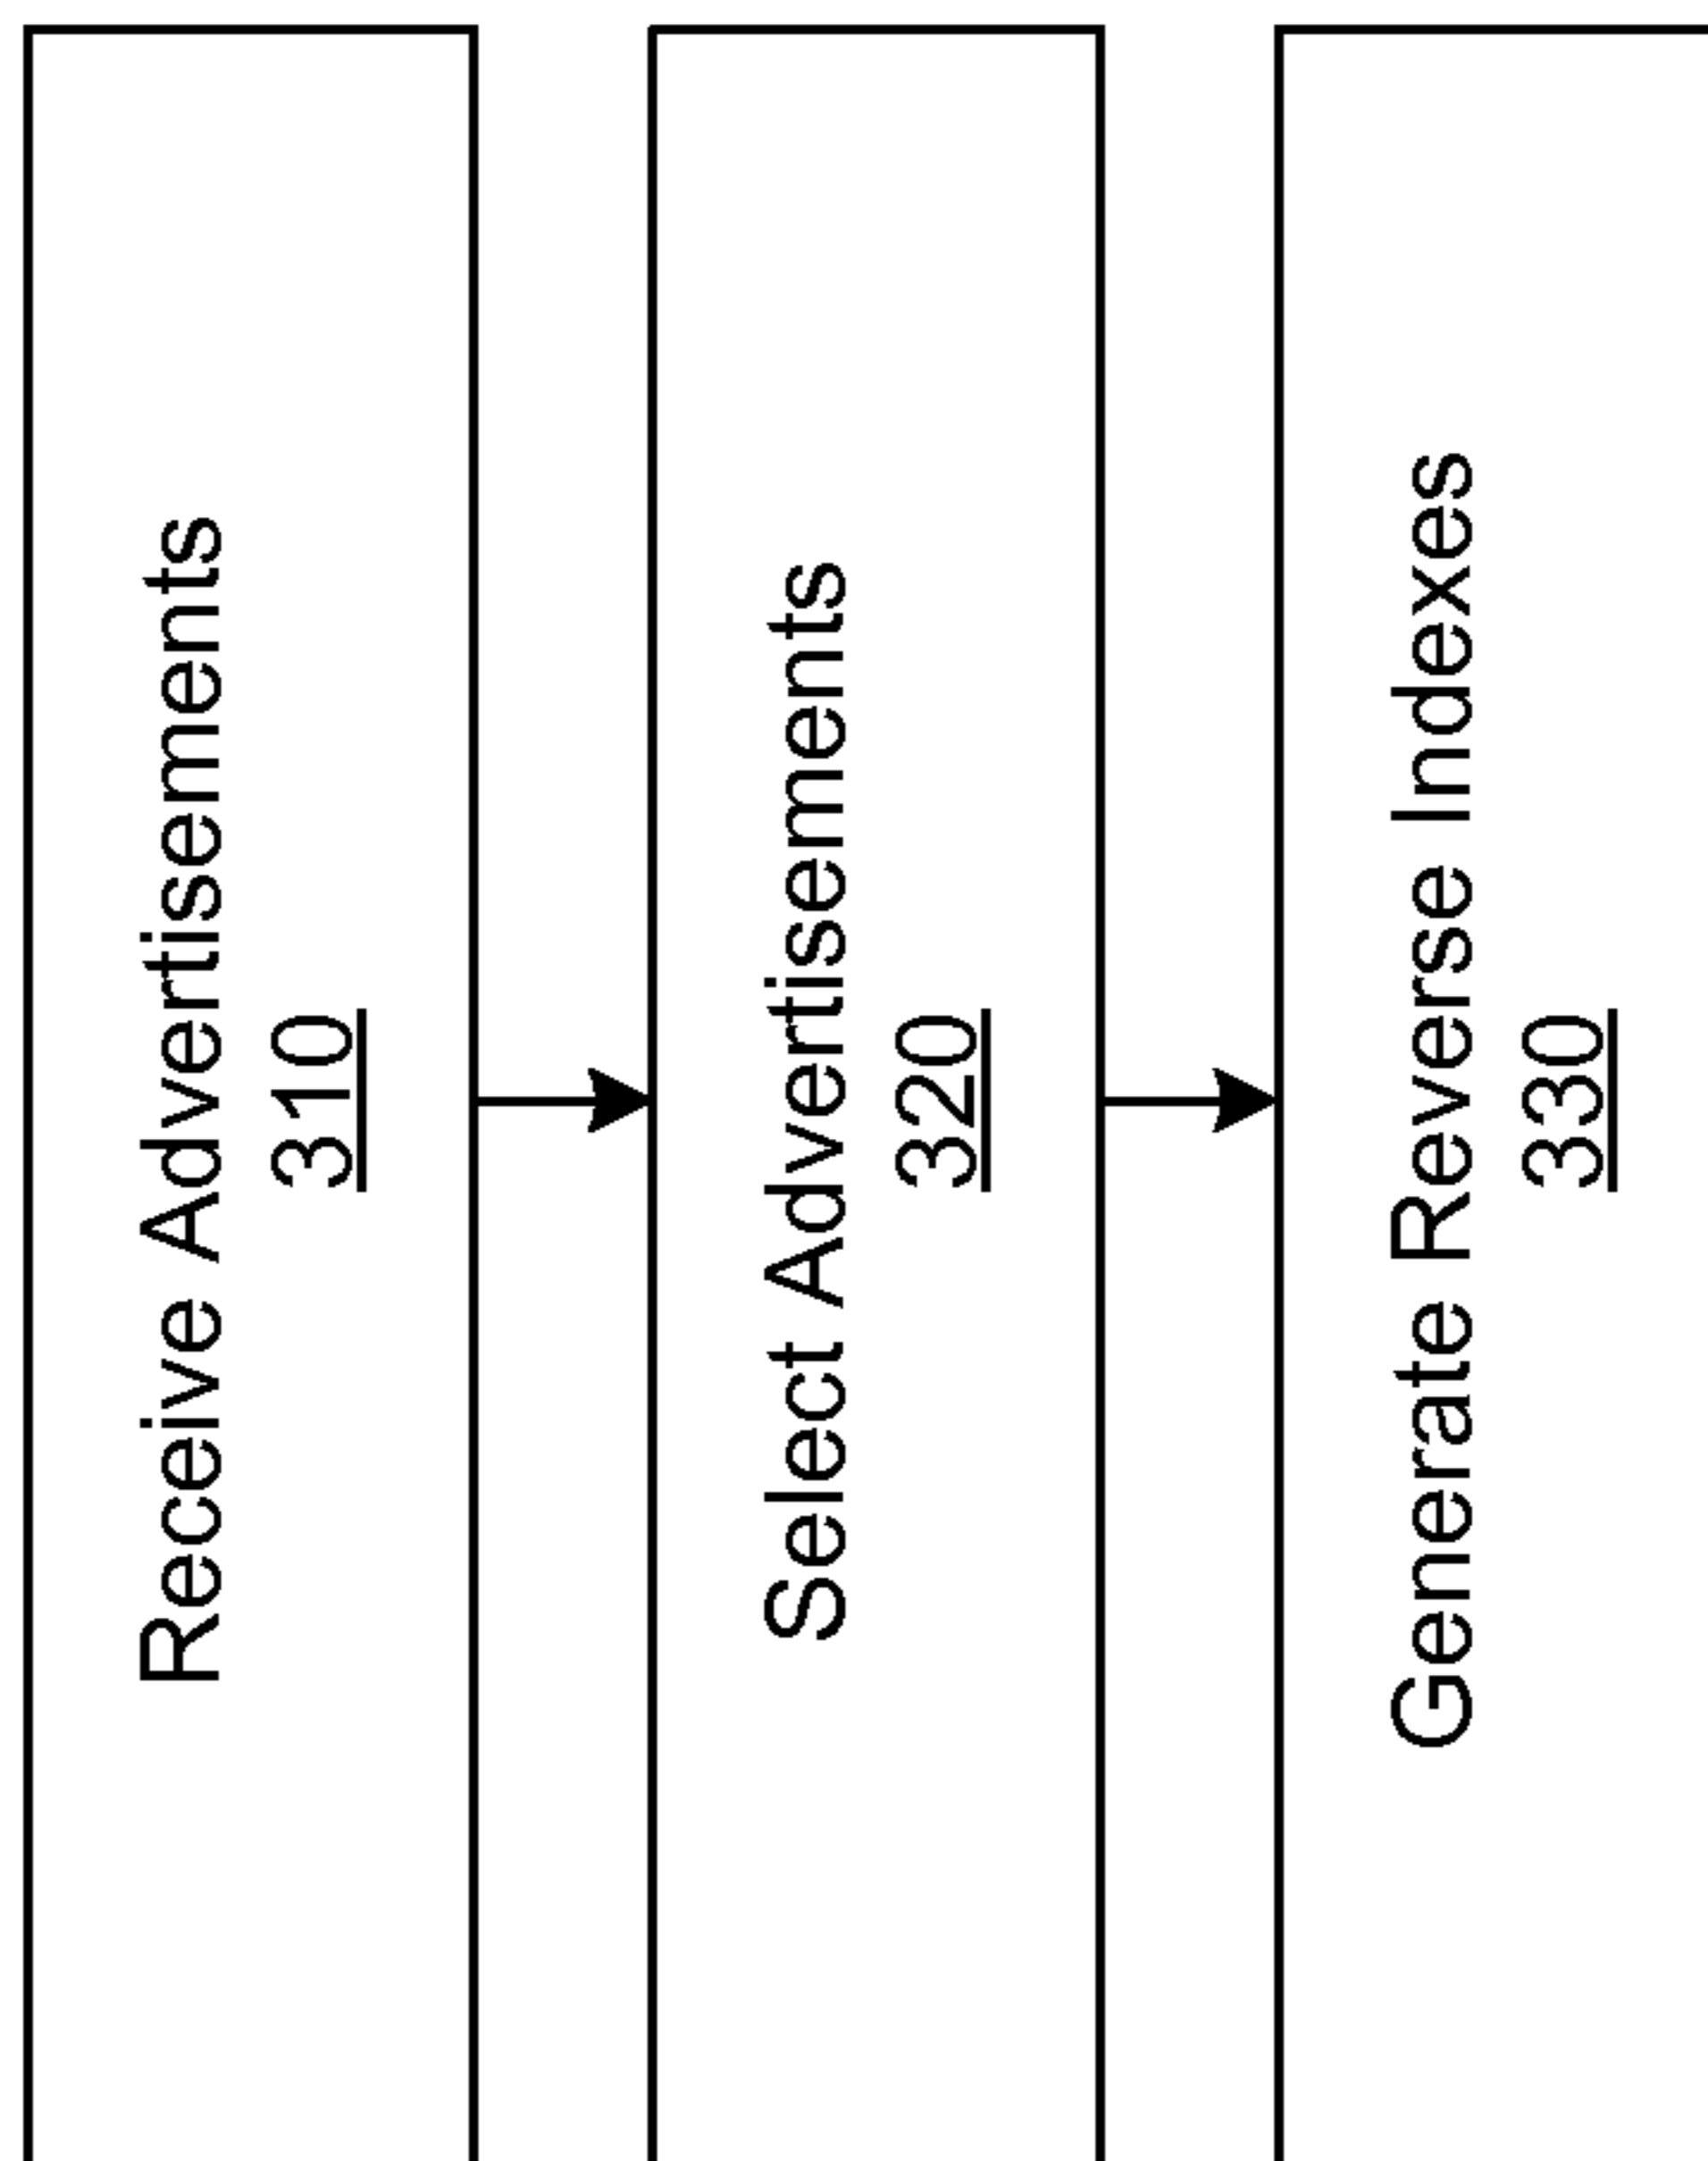 Receive Advertisements
310
Select Advertisements
320
Generate Reverse Indexes
330